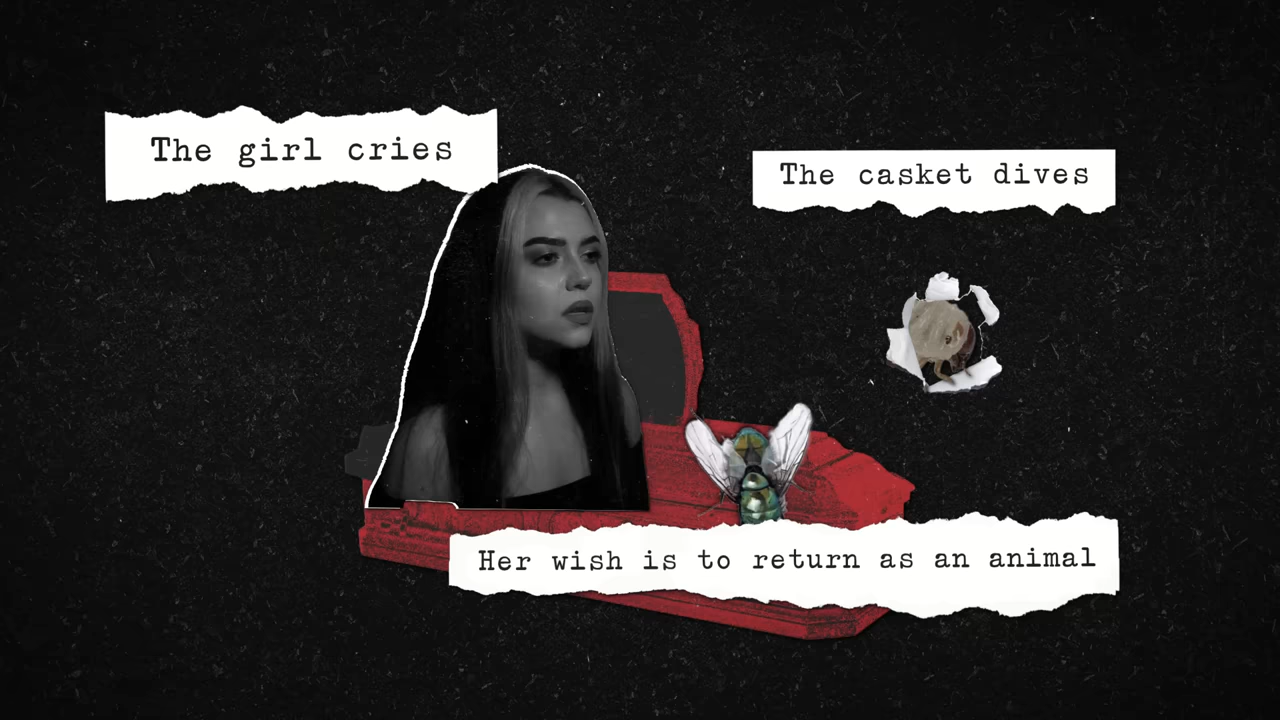 The girl cries
The casket dives
Her wish is to return as an animal